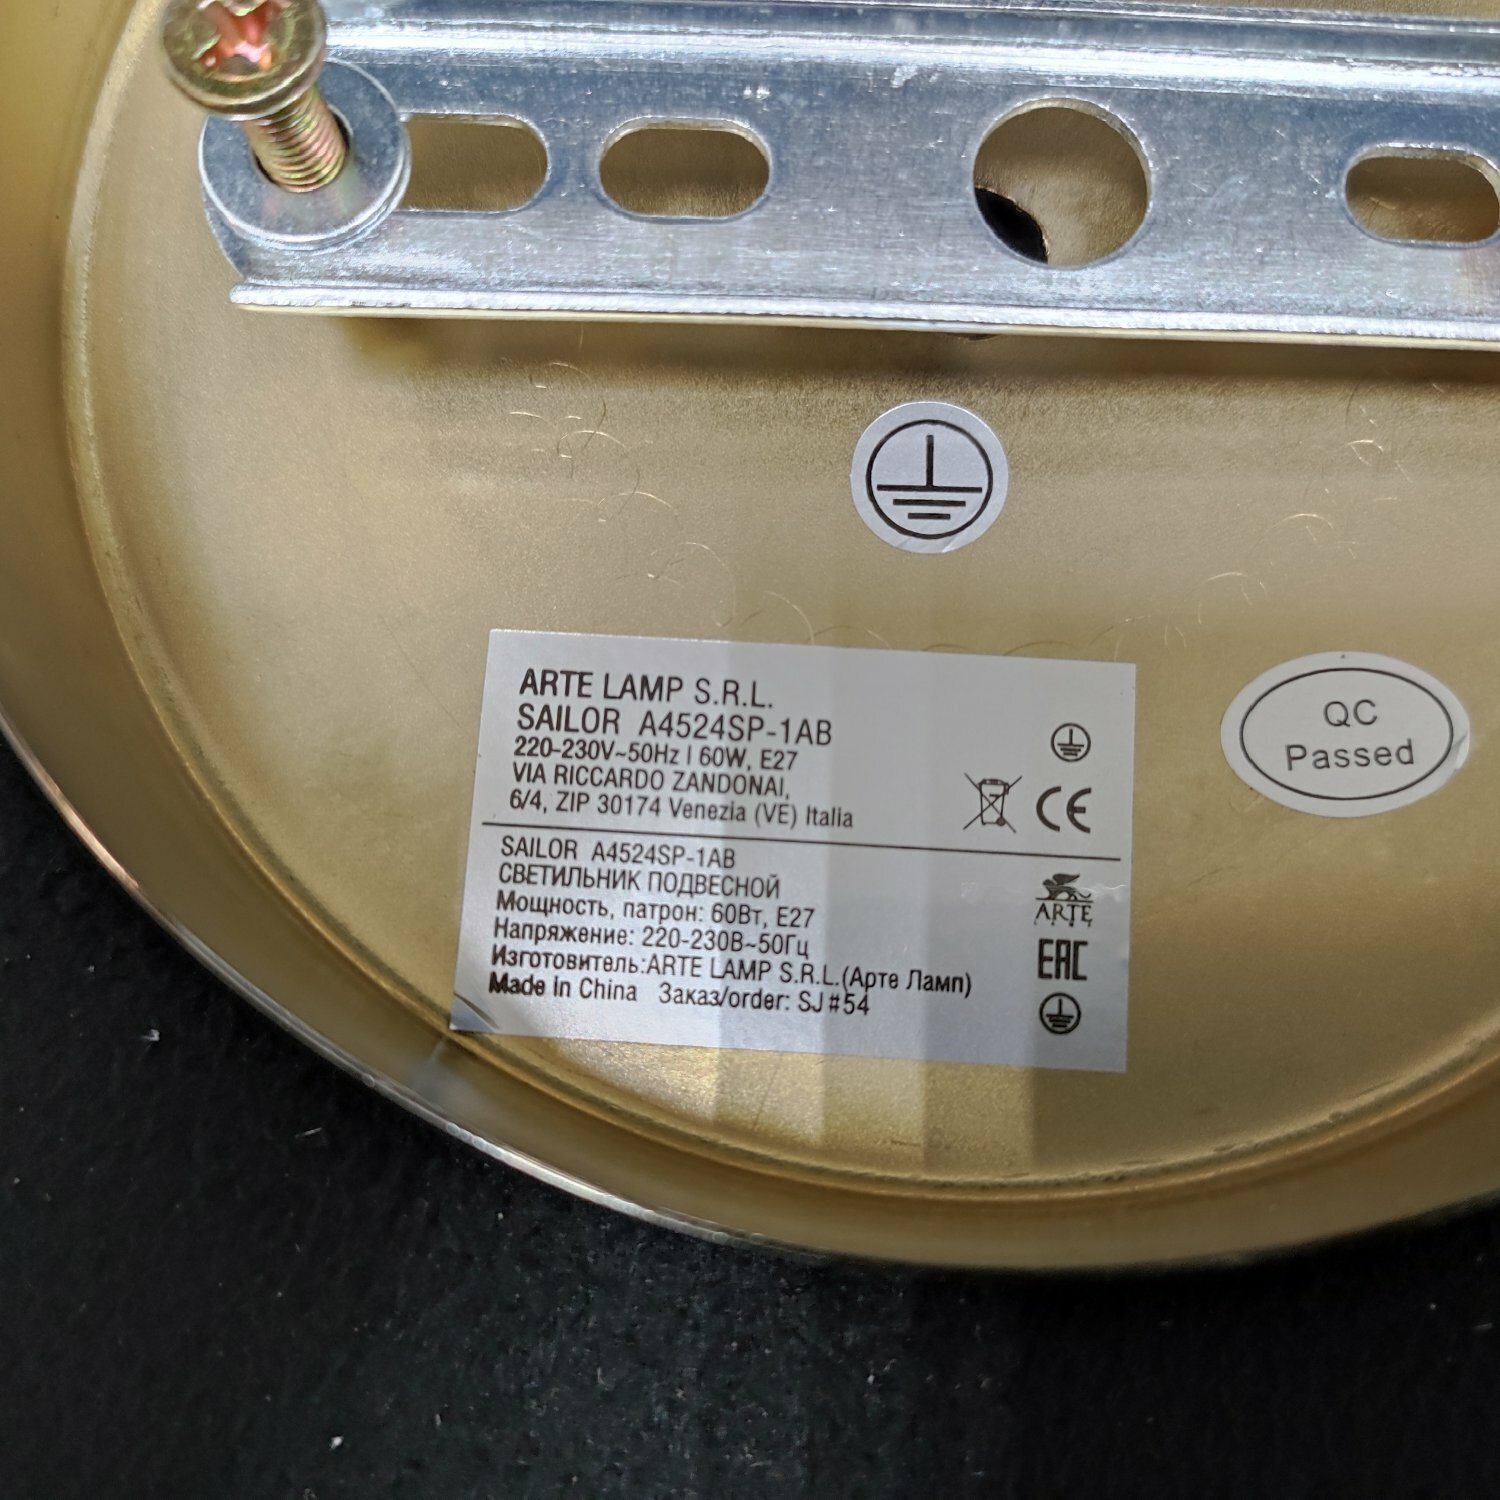 ARTE LAMP S.R.L.
SAILOR A4524SP-1AB
220-230V~50Hz | 60W, E27
VIA RICCARDO ZANDONAI,
6/4, ZIP 30174 Venezia (VE) Italia
CE
SAILOR A4524SP-1AB
СВЕТИЛЬНИК ПОДВЕСНОЙ
Мощность, патрон: 60Вт, E27
Напряжение: 220-230В~50Гц
Изготовитель:ARTE LAMP S.R.L.(Арте Ламп)
Made in China Заказ/order: SJ#54
ARTE
EAC
QC
Passed